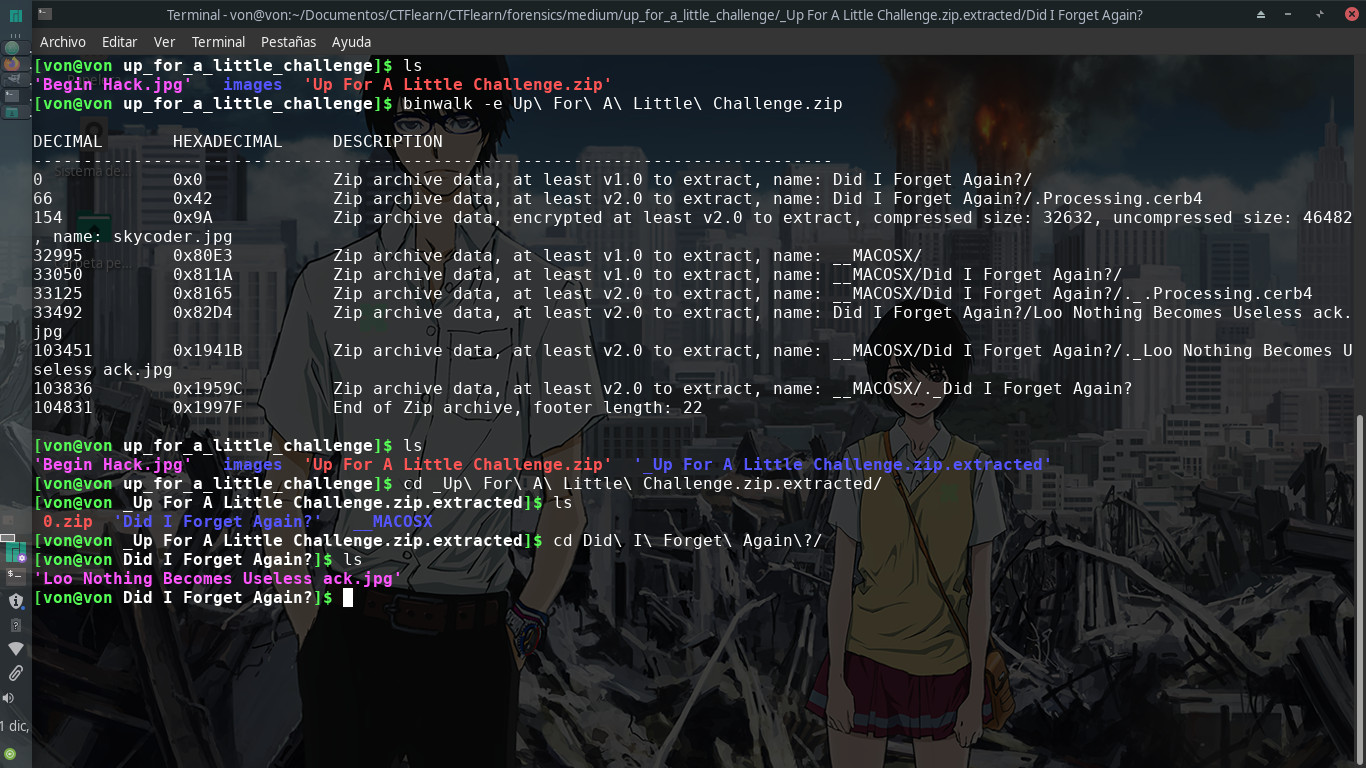 Terminal - von@von:~/Documentos/CTFlearn/CTFlearn/forensics/medium/up_for_a_little_challenge/_Up For A Little Challenge.zip.extracted/Did I Forget Again?
Archivo Editar Ver Terminal Pestañas Ayuda
[von@von up_for_a_little_challenge]$ ls
'Begin Hack.jpg' images 'Up For A Little Challenge.zip'
[von@von up_for_a_little_challenge]$ binwalk -e Up\ For\ A\ Little\ Challenge.zip
DECIMAL HEXADECIMAL DESCRIPTION
--------------------------------------------------------------------------------
0 0x0 Zip archive data, at least v1.0 to extract, name: Did I Forget Again?/
66 0x42 Zip archive data, at least v2.0 to extract, name: Did I Forget Again?/.Processing.cerb4
154 0x9A Zip archive data, encrypted at least v2.0 to extract, compressed size: 32632, uncompressed size: 46482
, name: skycoder.jpg
32995 0x80E3 Zip archive data, at least v1.0 to extract, name: __MACOSX/
33050 0x811A Zip archive data, at least v1.0 to extract, name: __MACOSX/Did I Forget Again?/
33125 0x8165 Zip archive data, at least v2.0 to extract, name: __MACOSX/Did I Forget Again?/._.Processing.cerb4
33492 0x82D4 Zip archive data, at least v2.0 to extract, name: Did I Forget Again?/Loo Nothing Becomes Useless ack.
jpg
103451 0x1941B Zip archive data, at least v2.0 to extract, name: __MACOSX/Did I Forget Again?/._Loo Nothing Becomes U
seless ack.jpg
103836 0x1959C Zip archive data, at least v2.0 to extract, name: __MACOSX/._Did I Forget Again?
104831 0x1997F End of Zip archive, footer length: 22
[von@von up_for_a_little_challenge]$ ls
'Begin Hack.jpg' images 'Up For A Little Challenge.zip' '_Up For A Little Challenge.zip.extracted'
[von@von up_for_a_little_challenge]$ cd _Up\ For\ A\ Little\ Challenge.zip.extracted/
[von@von _Up For A Little Challenge.zip.extracted]$ ls
0.zip 'Did I Forget Again?' __MACOSX
[von@von _Up For A Little Challenge.zip.extracted]$ cd Did\ I\ Forget\ Again\?/
[von@von Did I Forget Again?]$ ls
'Loo Nothing Becomes Useless ack.jpg'
[von@von Did I Forget Again?]$
Sistema de...
1 dic,